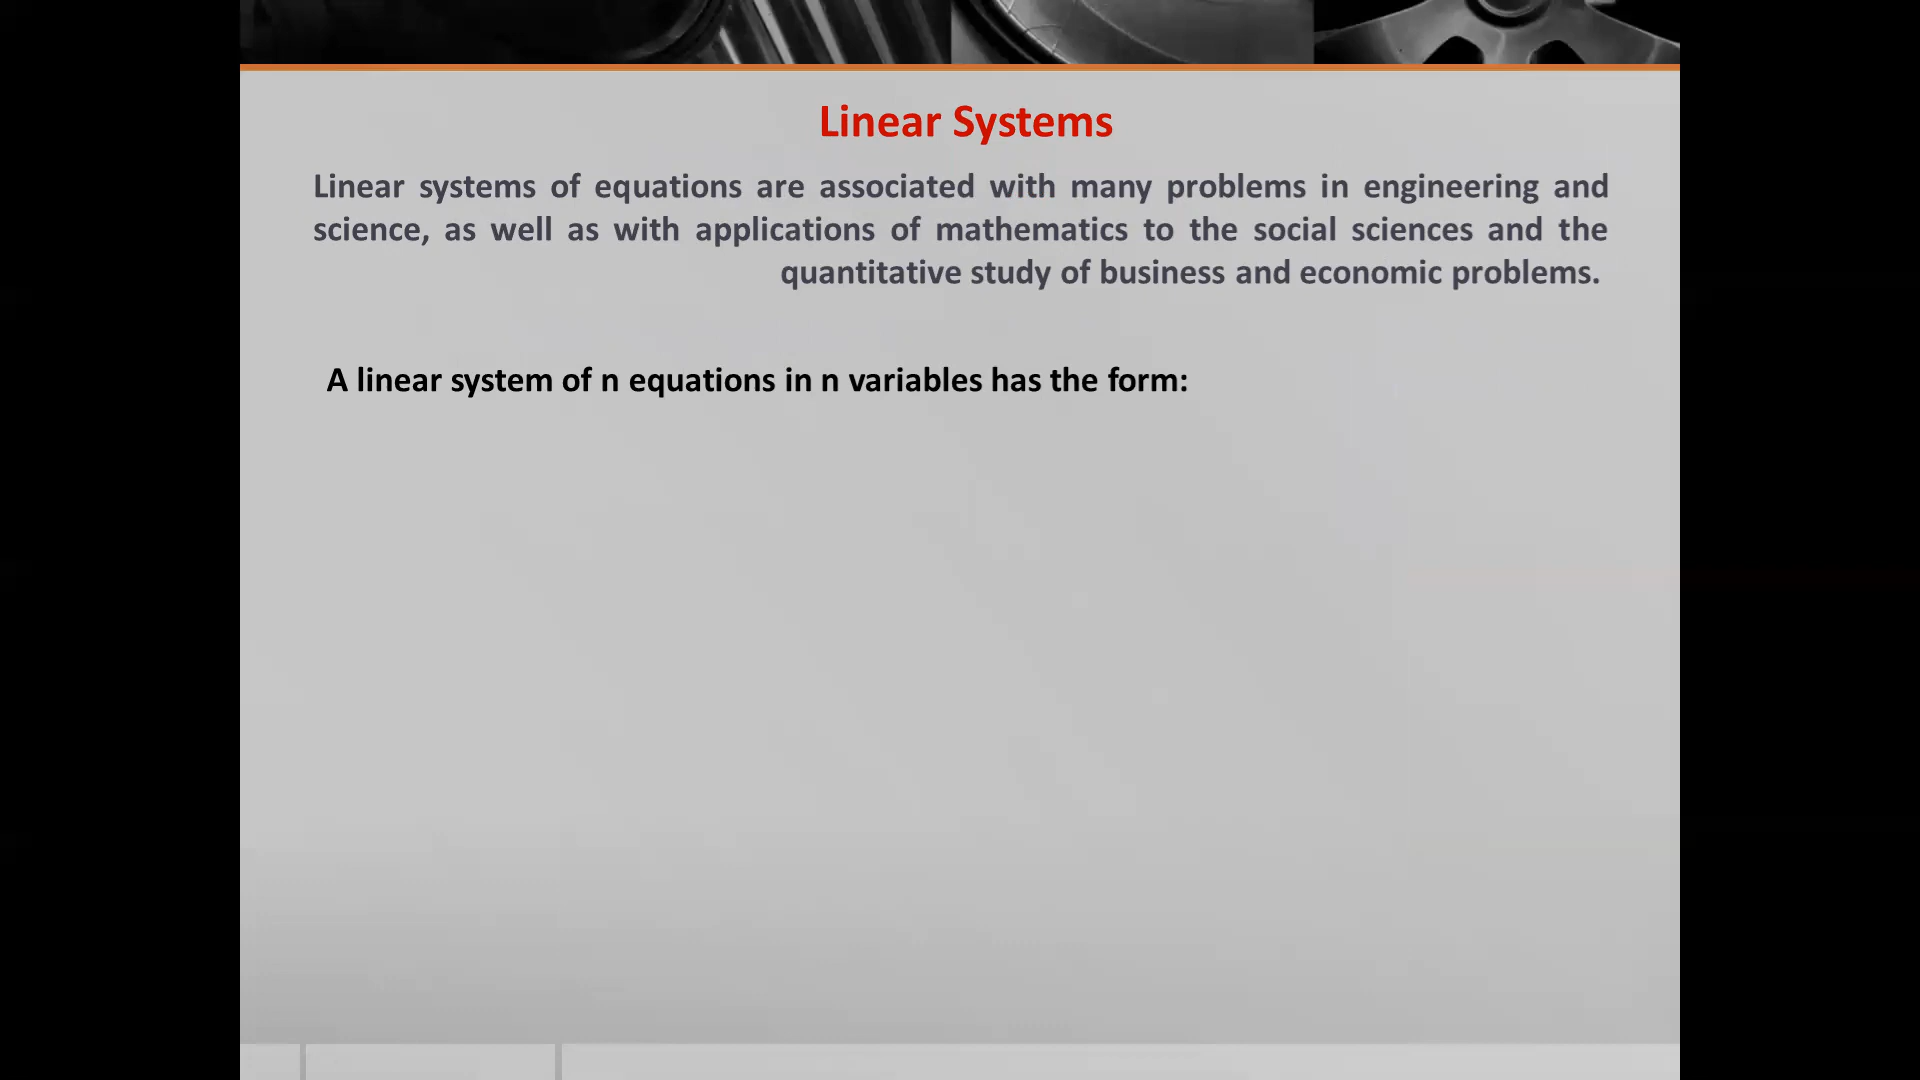 Linear Systems
Linear systems of equations are associated with many problems in engineering and
science, as well as with applications of mathematics to the social sciences and the
quantitative study of business and economic problems.
A linear system of n equations in n variables has the form: